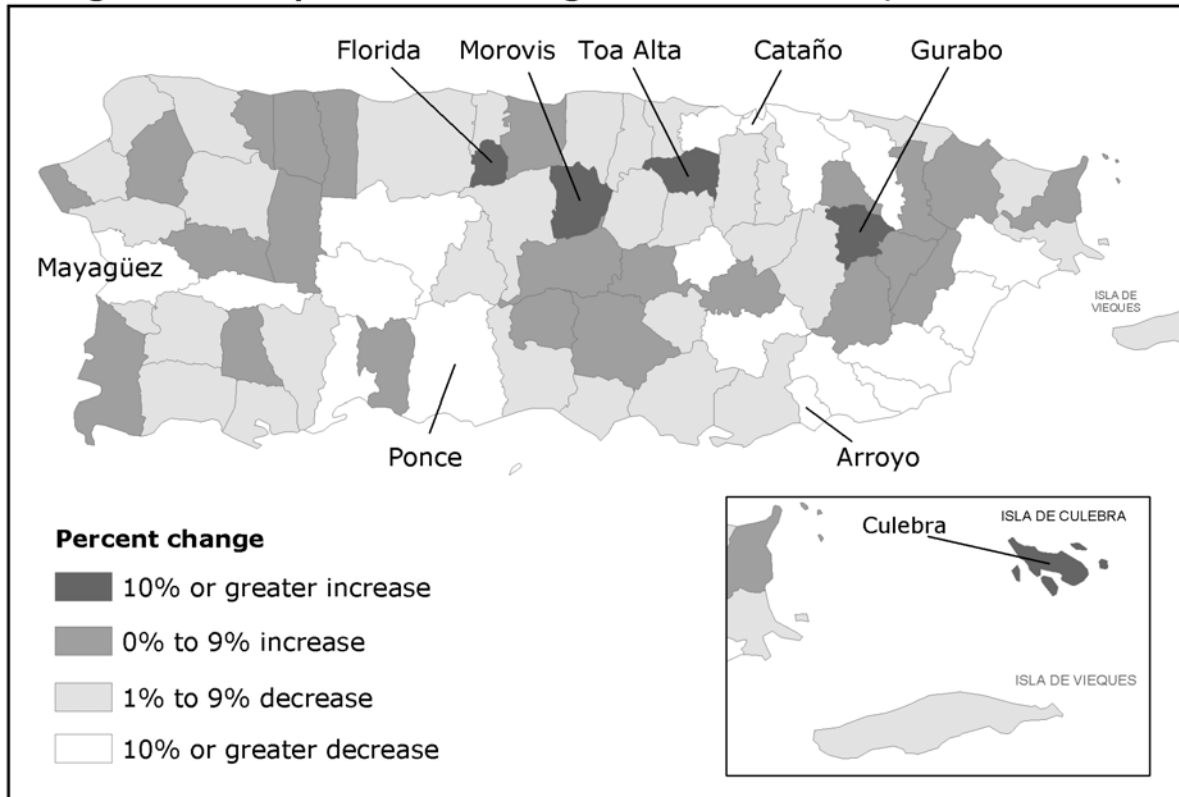 Florida Morovis Toa Alta Cataño Gurabo
Mayagüez
ISLA DE
VIEQUES
Ponce Arroyo
Percent change
10% or greater increase
0% to 9% increase
1% to 9% decrease
10% or greater decrease
ISLA DE CULEBRA
Culebra
ISLA DE VIEQUES